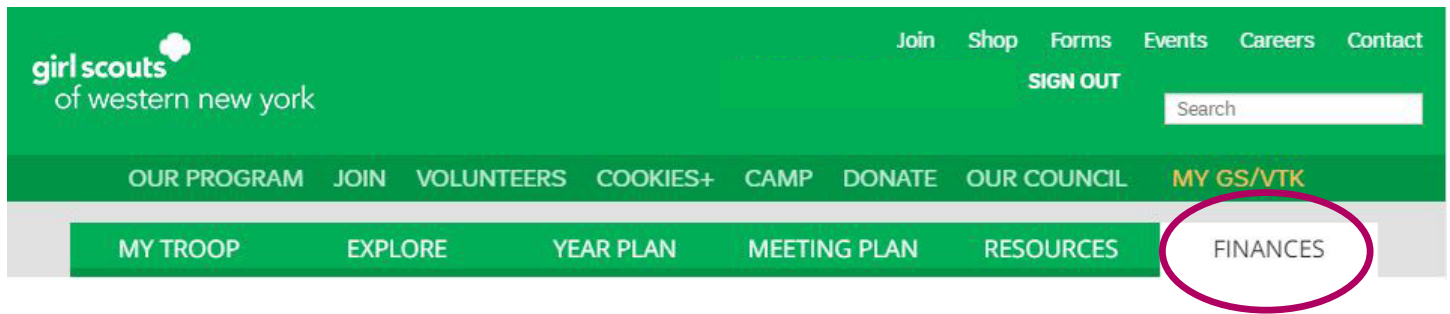 girl scouts
of western new york
Join Shop Forms Events Careers Contact
SIGN OUT
Search
OUR PROGRAM JOIN VOLUNTEERS COOKIES+ CAMP DONATE OUR COUNCIL MY GS/VTK
MY TROOP EXPLORE YEAR PLAN MEETING PLAN RESOURCES FINANCES